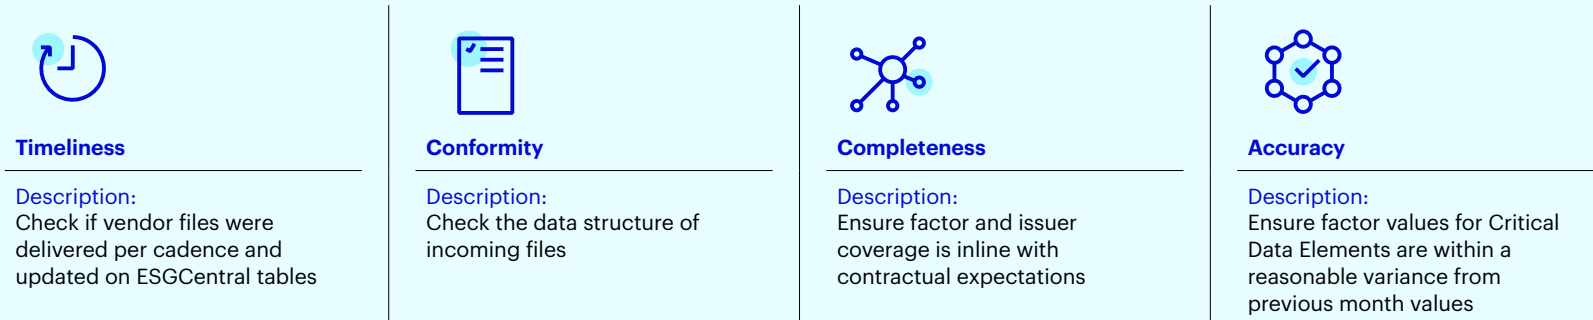 Timeliness
Description:
Check if vendor files were
delivered per cadence and
updated on ESGCentral tables
Conformity
Description:
Check the data structure of
incoming files
Completeness
Description:
Ensure factor and issuer
coverage is inline with
contractual expectations
Accuracy
Description:
Ensure factor values for Critical
Data Elements are within a
reasonable variance from
previous month values